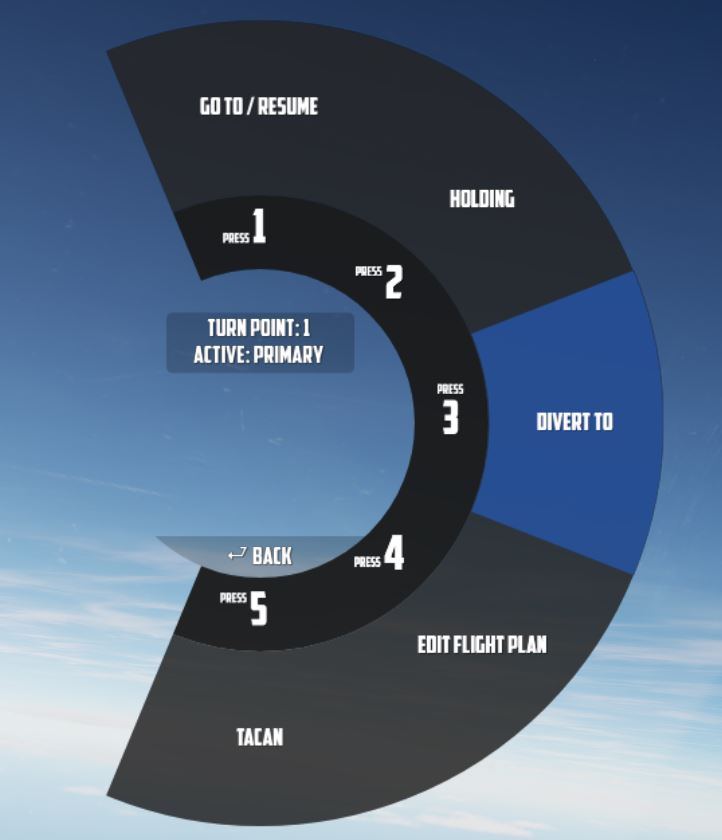 GO TO / RESUME
HOLDING
PRESS 1
PRESS 2
TURN POINT: 1
ACTIVE: PRIMARY
PRESS 3
DIVERT TO
BACK
PRESS 4
PRESS 5
EDIT FLIGHT PLAN
TACAN